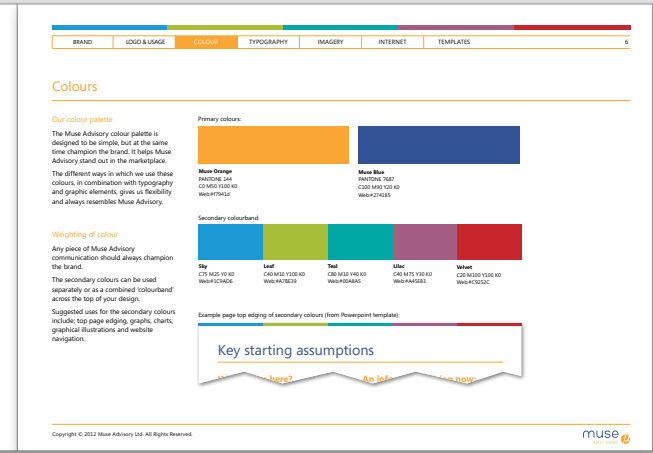 BRAND LOGO & USAGE COLOUR TYPOGRAPHY IMAGERY INTERNET TEMPLATES 6
Colours
Our colour palette
The Muse Advisory colour palette is
designed to be simple, but at the same
time champion the brand. It helps Muse
Advisory stand out in the marketplace.
The different ways in which we use these
colours, in combination with typography
and graphic elements, gives us flexibility
and always resembles Muse Advisory.
Weighting of colour
Any piece of Muse Advisory
communication should always champion
the brand.
The secondary colours can be used
separately or as a combined 'colourband'
across the top of your design.
Suggested uses for the secondary colours
include; top page edging, graphs, charts,
graphical illustrations and website
navigation.
Primary colours:
Muse Orange
PANTONE 144
C0 M50 Y100 K0
Web:#f7941d
Muse Blue
PANTONE 7687
C100 M90 Y20 K0
Web:#274185
Secondary colourband:
Sky
C75 M25 Y0 K0
Web:#1C9AD6
Leaf
C40 M10 Y100 K0
Web:#A7BE39
Teal
C80 M10 Y40 K0
Web:#00A8A5
Lilac
C40 M75 Y30 K0
Web:#A45E83
Velvet
C20 M100 Y100 K0
Web:#C9252C
Example page top edging of secondary colours (from Powerpoint template):
Key starting assumptions
here? now:
Copyright © 2012 Muse Advisory Ltd. All Rights Reserved.
muse
ADVISORY